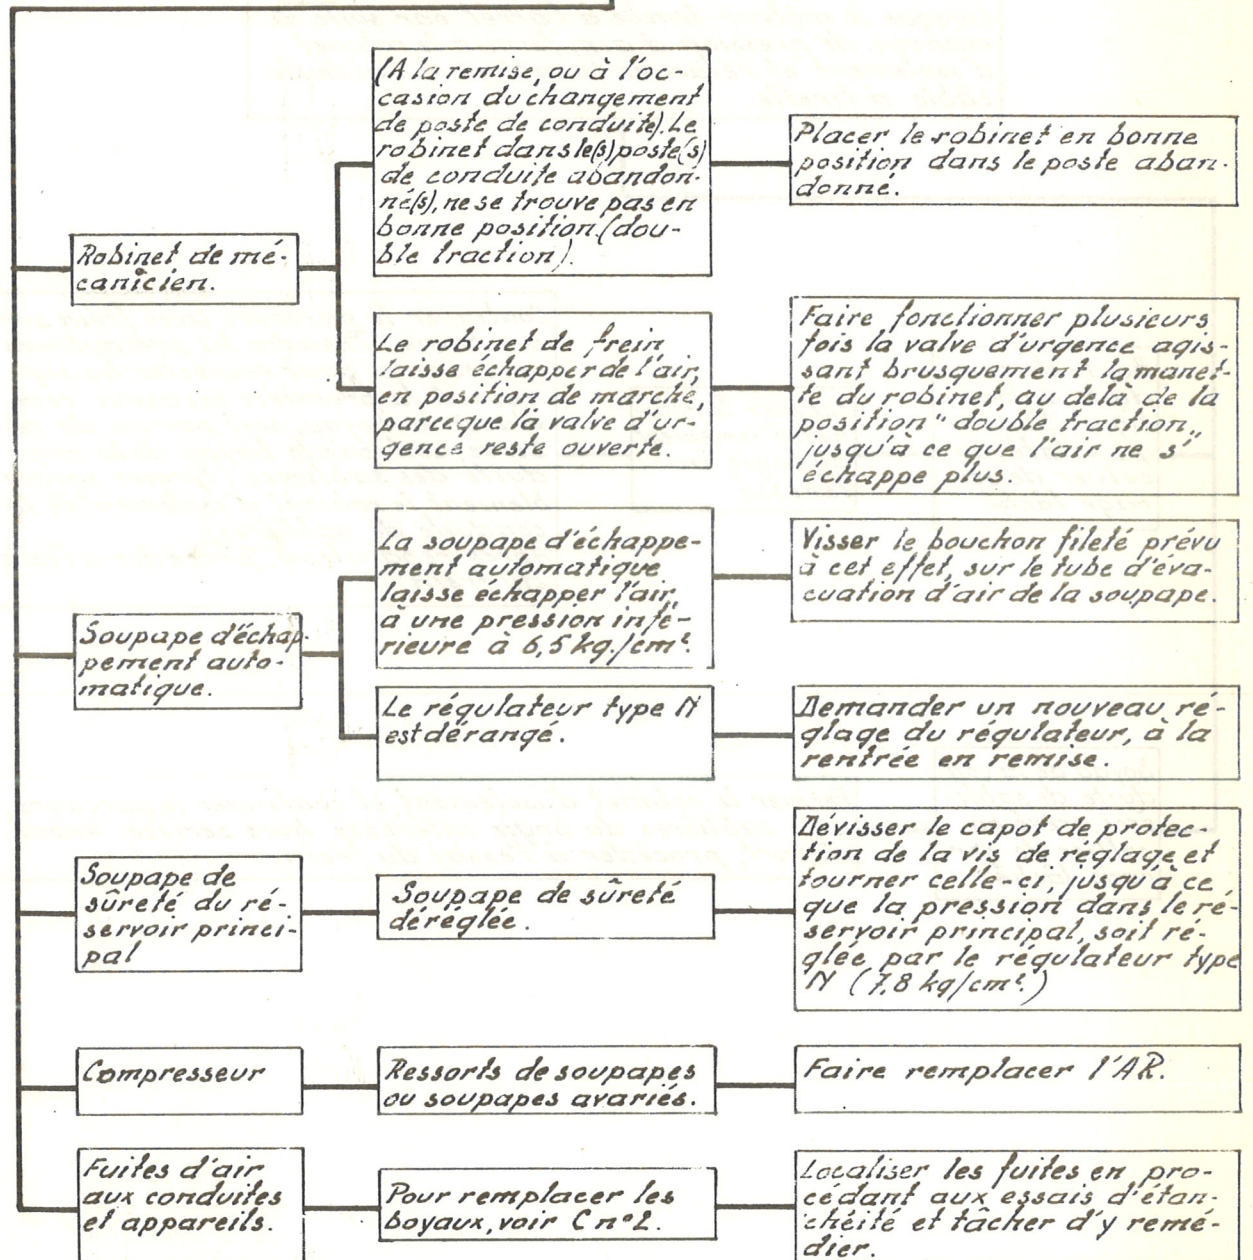 (A la remise, ou à l'oc-
casion du changement
de poste de conduite). Le
robinet dans le(s) poste(s)
de conduite abandon-
né(s), ne se trouve pas en
bonne position. (dou-
ble traction).
Placer le robinet en bonne
position dans le poste aban-
donné.
Robinet de mé-
canicien.
Le robinet de frein
laisse échapper de l'air,
en position de marche,
parceque la valve d'ur-
gence reste ouverte.
Faire fonctionner plusieurs
fois la valve d'urgence agis-
sant brusquement la manet-
te du robinet, au delà de la
position "double traction„
jusqu'à ce que l'air ne s'
échappe plus.
La soupape d'échappe-
ment automatique
laisse échapper l'air,
à une pression infé-
rieure à 6,5 kg./cm².
Visser le bouchon fileté prévu
à cet effet, sur le tube d'éva-
cuation d'air de la soupape.
Soupape d'échap-
pement auto-
matique.
Le régulateur type N
est dérangé.
Demander un nouveau ré-
glage du régulateur, à la
rentrée en remise.
Soupape de
sûreté du ré-
servoir princi-
pal
Soupape de sûreté
déréglée.
Dévisser le capot de protec-
tion de la vis de réglage et
tourner celle-ci, jusqu'à ce
que la pression dans le ré-
servoir principal, soit ré-
glée par le régulateur type
N (7,8 kg/cm².)
Compresseur
Ressorts de soupapes
ou soupapes avariés.
Faire remplacer l'AR.
Fuites d'air
aux conduites
et appareils.
Pour remplacer les
boyaux, voir C n° 2.
Localiser les fuites en pro-
cédant aux essais d'étan-
chéité et tâcher d'y remé-
dier.